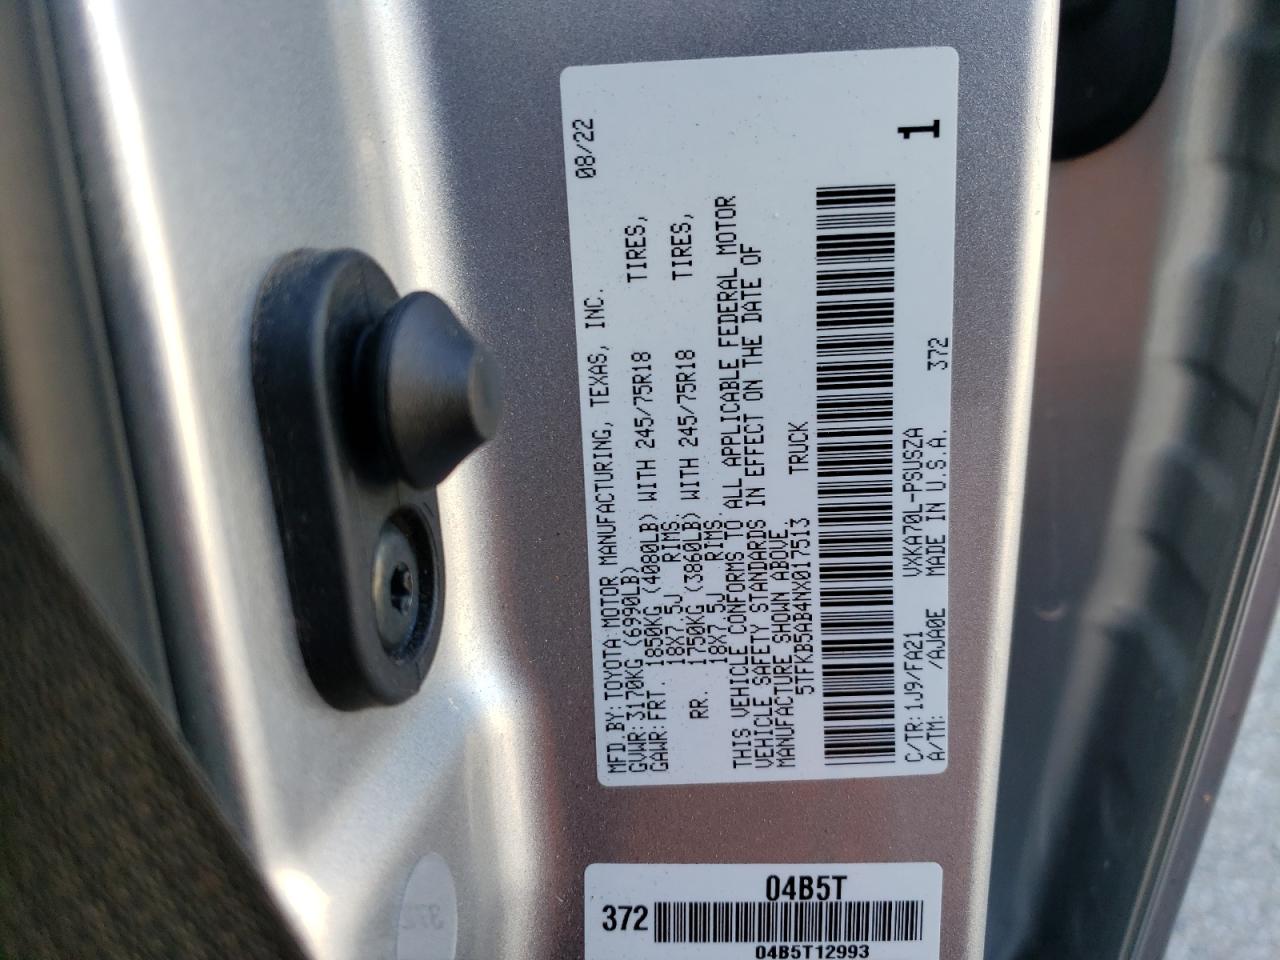 MFD.BY:TOYOTA MOTOR MANUFACTURING, TEXAS, INC. 08/22
GVWR:3170KG(6990LB)
GAWR:FRT. 1850KG(4080LB)WITH 245/75R18 TIRES,
18X7.5J RIMS
RR. 1750KG(3860LB)WITH 245/75R18 TIRES,
18X7.5J RIMS
THIS VEHICLE CONFORMS TO ALL APPLICABLE FEDERAL MOTOR
VEHICLE SAFETY STANDARDS IN EFFECT ON THE DATE OF
MANUFACTURE SHOWN ABOVE.
5TFKB5AB4NX017513 TRUCK
1
C/TR:1J9/FA21 VXKA70L-PSUSZA
A/TM: /AJA0E MADE IN U.S.A. 372
04B5T
372
04B5T12993
372